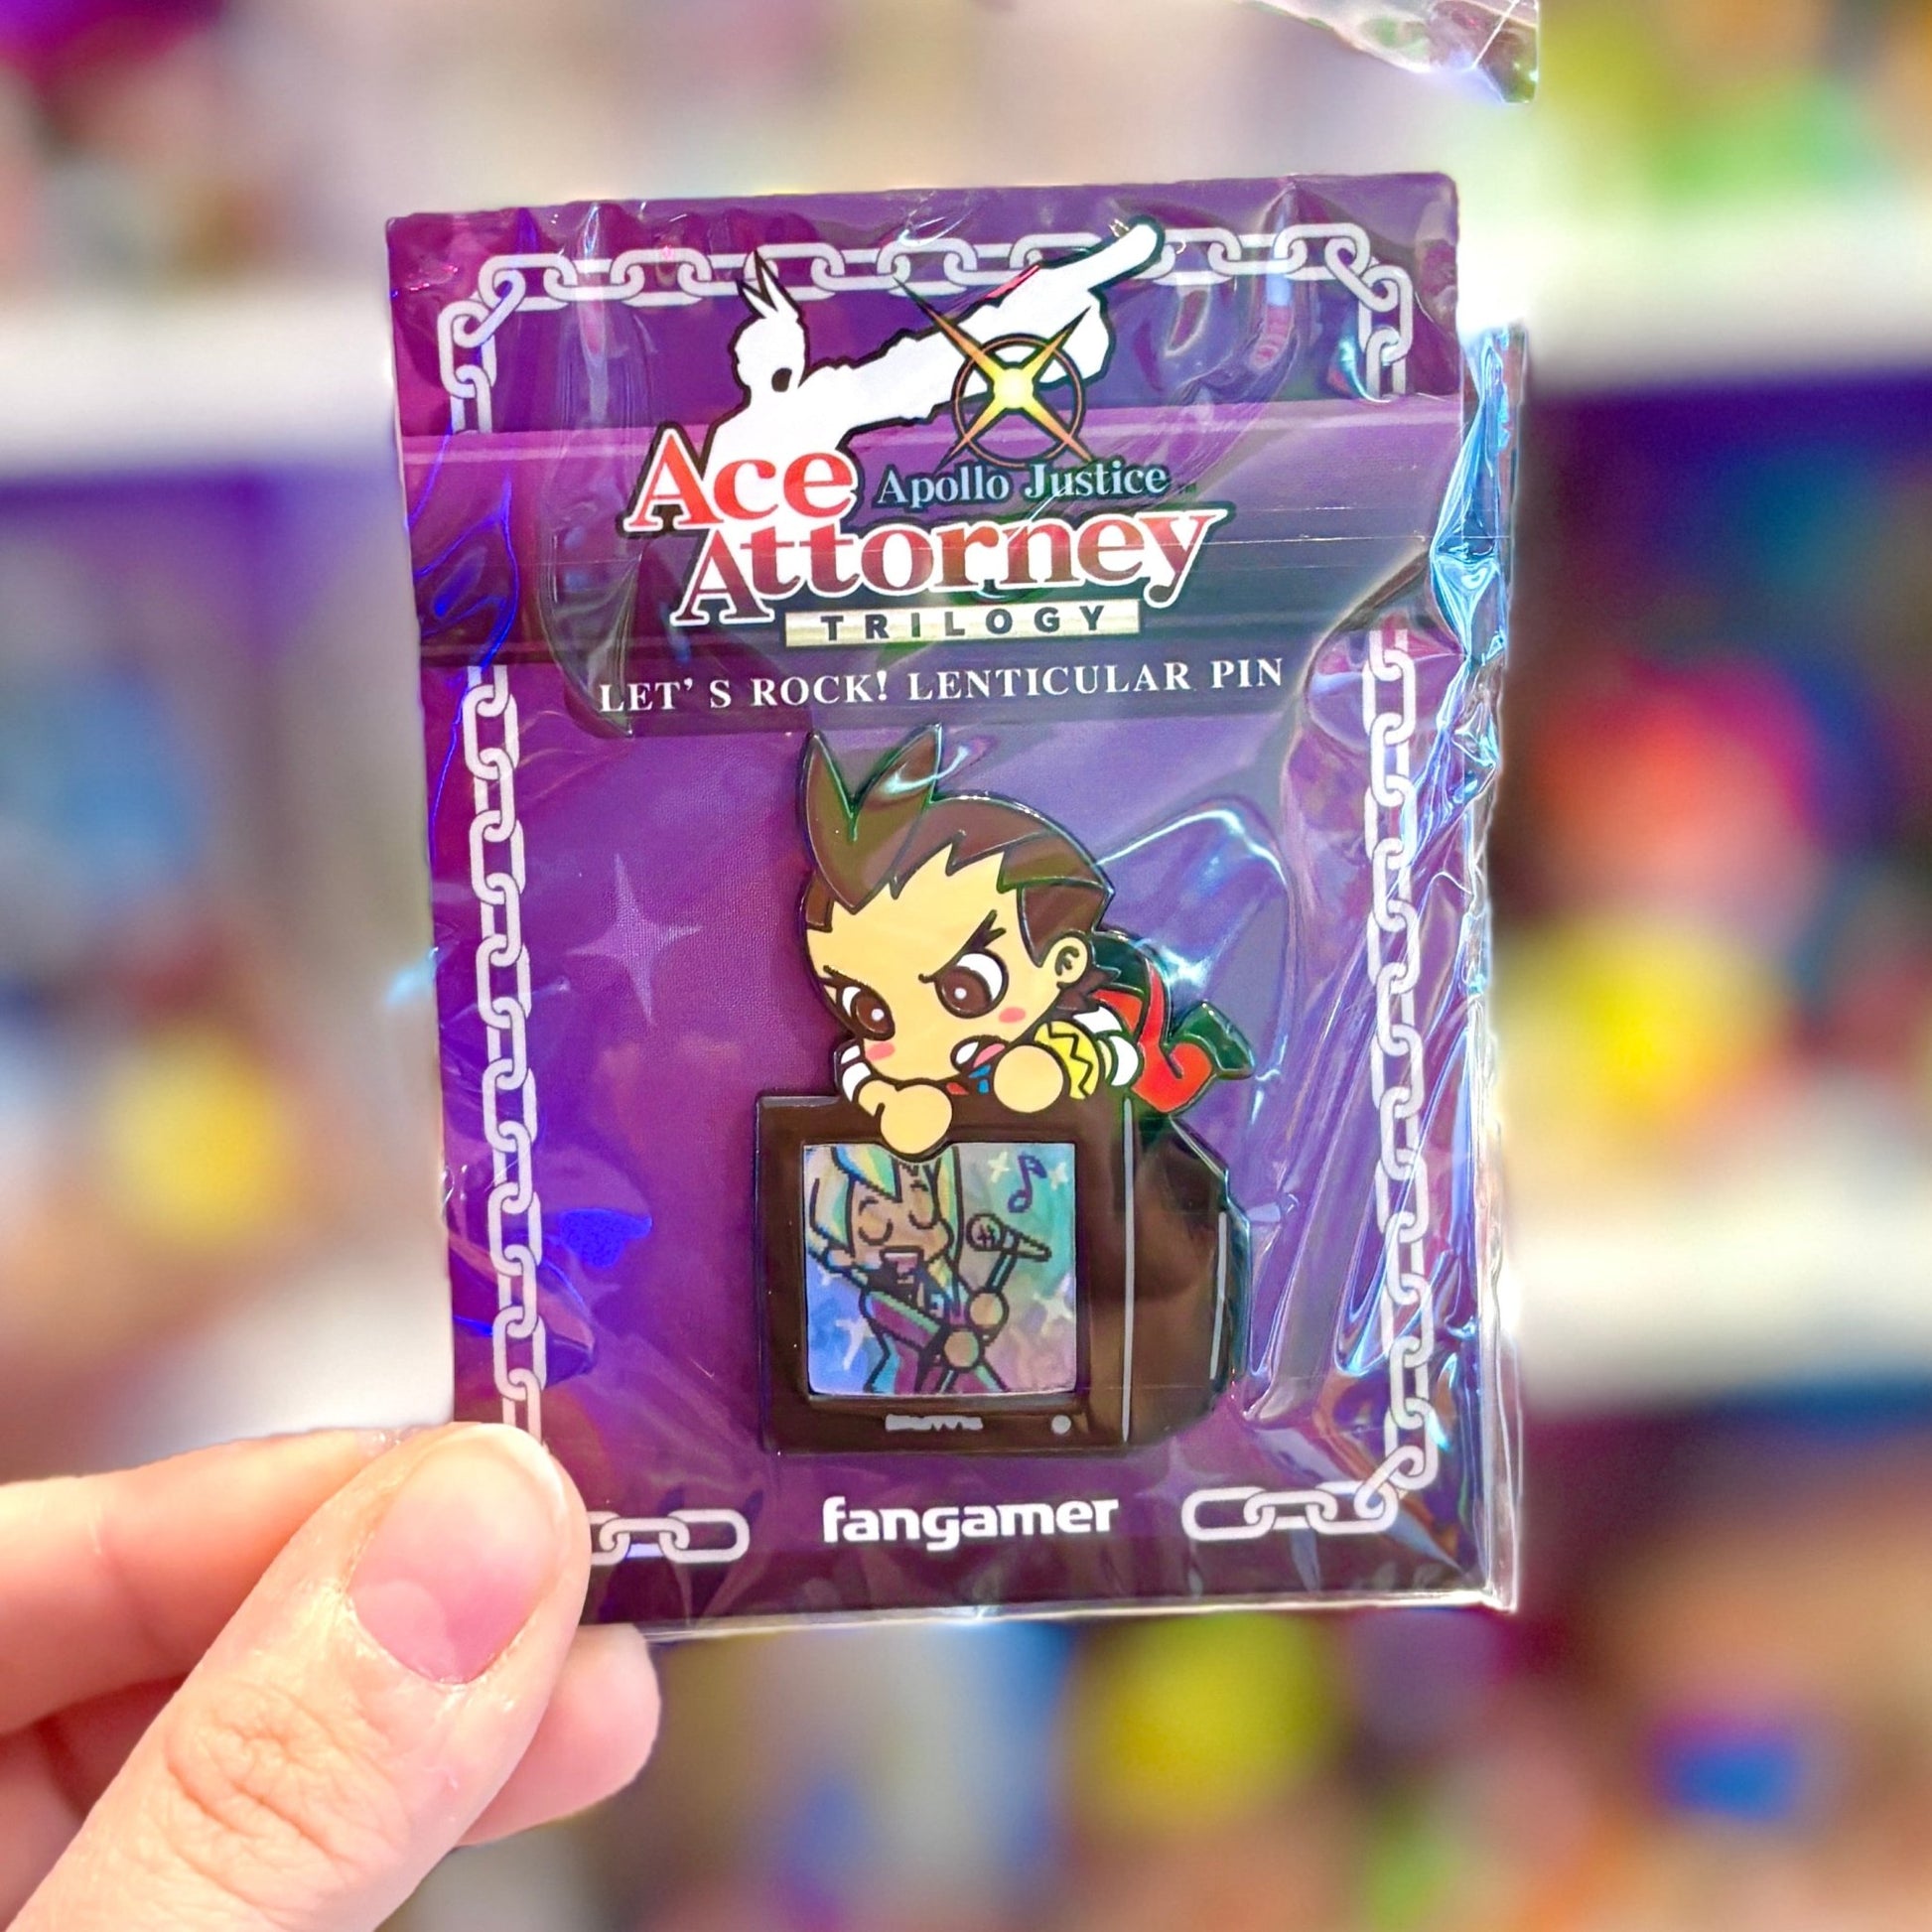 Ace Apollo Justice
Attorney
TRILOGY
LET'S ROCK! LENTICULAR PIN
fangamer